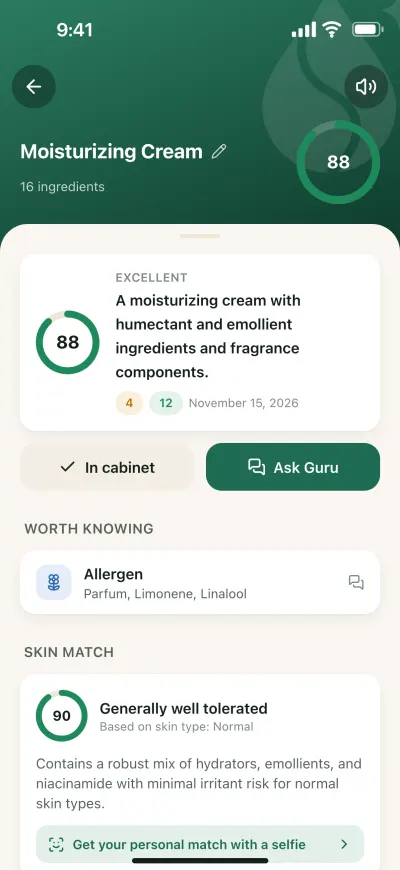 9:41
Moisturizing Cream
16 ingredients
88
EXCELLENT
A moisturizing cream with
humectant and emollient
ingredients and fragrance
components.
88
4 12 November 15, 2026
In cabinet
Ask Guru
WORTH KNOWING
Allergen
Parfum, Limonene, Linalool
SKIN MATCH
90
Generally well tolerated
Based on skin type: Normal
Contains a robust mix of hydrators, emollients, and
niacinamide with minimal irritant risk for normal
skin types.
Get your personal match with a selfie